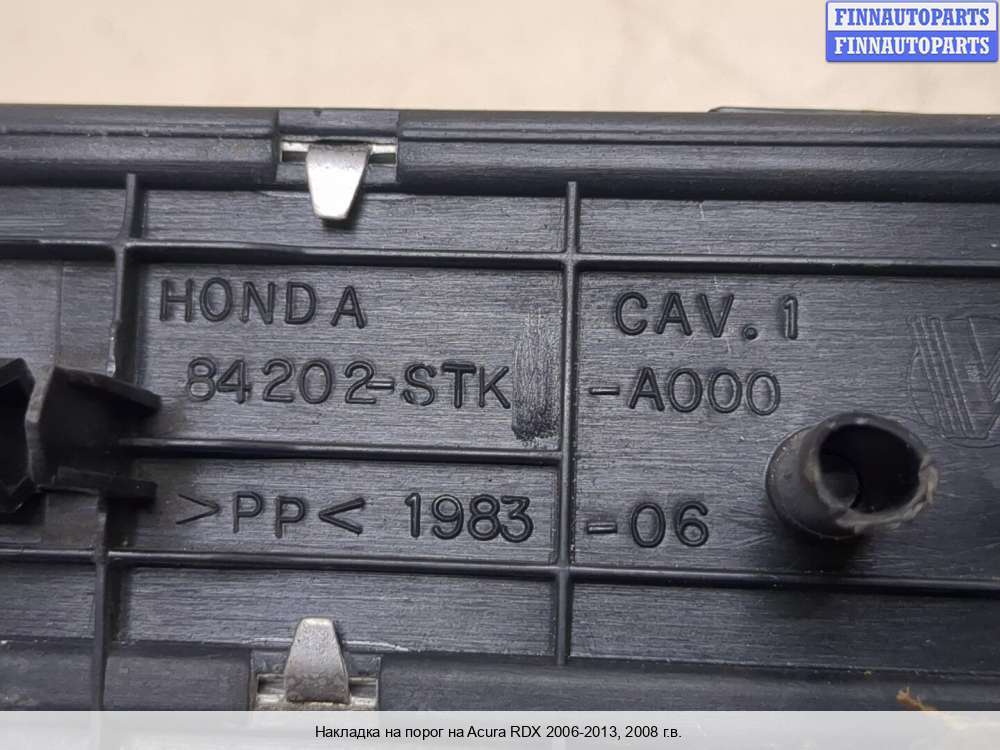 FINNAUTOPARTS
FINNAUTOPARTS
HONDA CAV.1
84202-STK -A000
>PP< 1983 -06
Накладка на порог на Acura RDX 2006-2013, 2008 г.в.